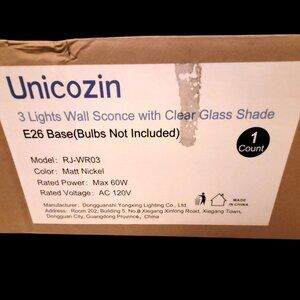 Unicozin
3 Lights Wall Sconce with Clear Glass Shade
E26 Base(Bulbs Not Included)
1
Count
Model: RJ-WR03
Color: Matt Nickel
Rated Power: Max 60W
Rated Voltage: AC 120V
Manufacturer: Dongguanshi Yongxing Lighting Co., Ltd
Address: Room 202, Building 5, No.8 Xiegang Xinlong Road, Xiegang Town,
Dongguan City, Guangdong Province, China
MADE
IN CHINA